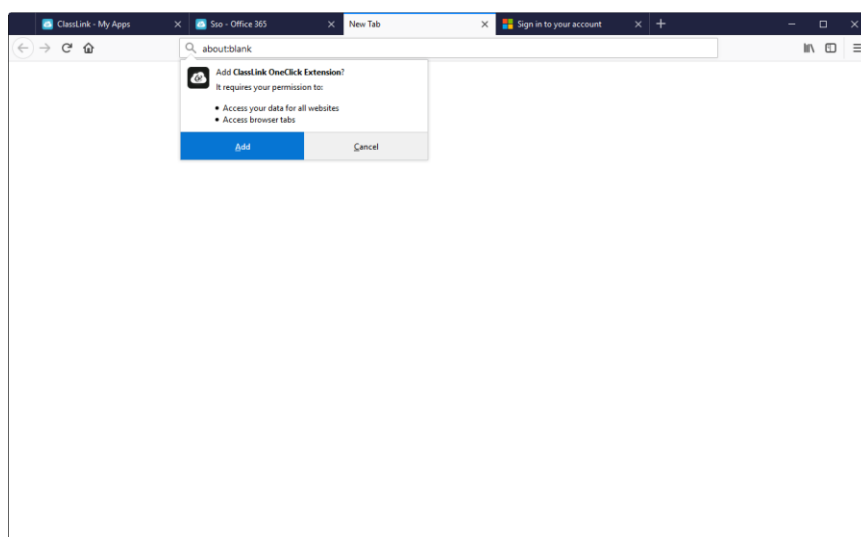 ClassLink - My Apps
Sso - Office 365
New Tab
Sign in to your account
about:blank
Add ClassLink OneClick Extension?
It requires your permission to:
Access your data for all websites
Access browser tabs
Add
Cancel